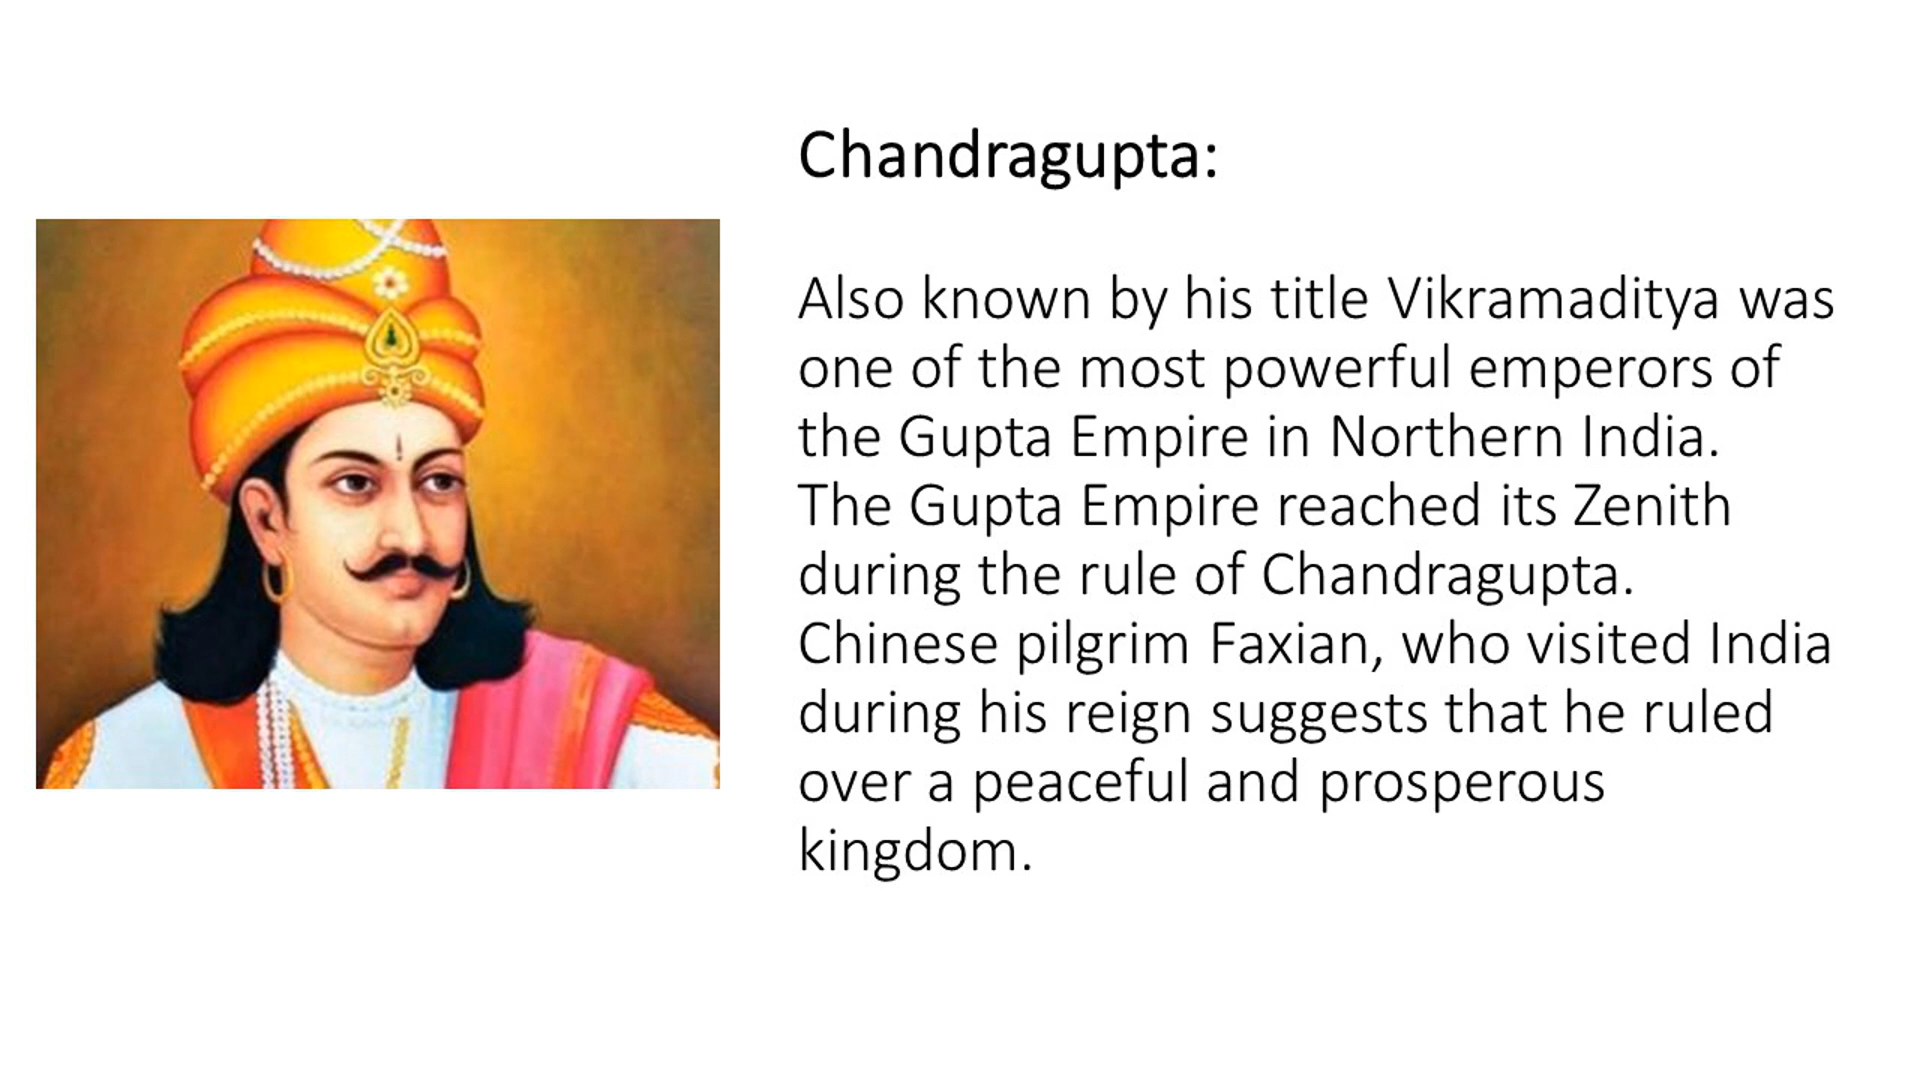 Chandragupta:
Also known by his title Vikramaditya was
one of the most powerful emperors of
the Gupta Empire in Northern India.
The Gupta Empire reached its Zenith
during the rule of Chandragupta.
Chinese pilgrim Faxian, who visited India
during his reign suggests that he ruled
over a peaceful and prosperous
kingdom.